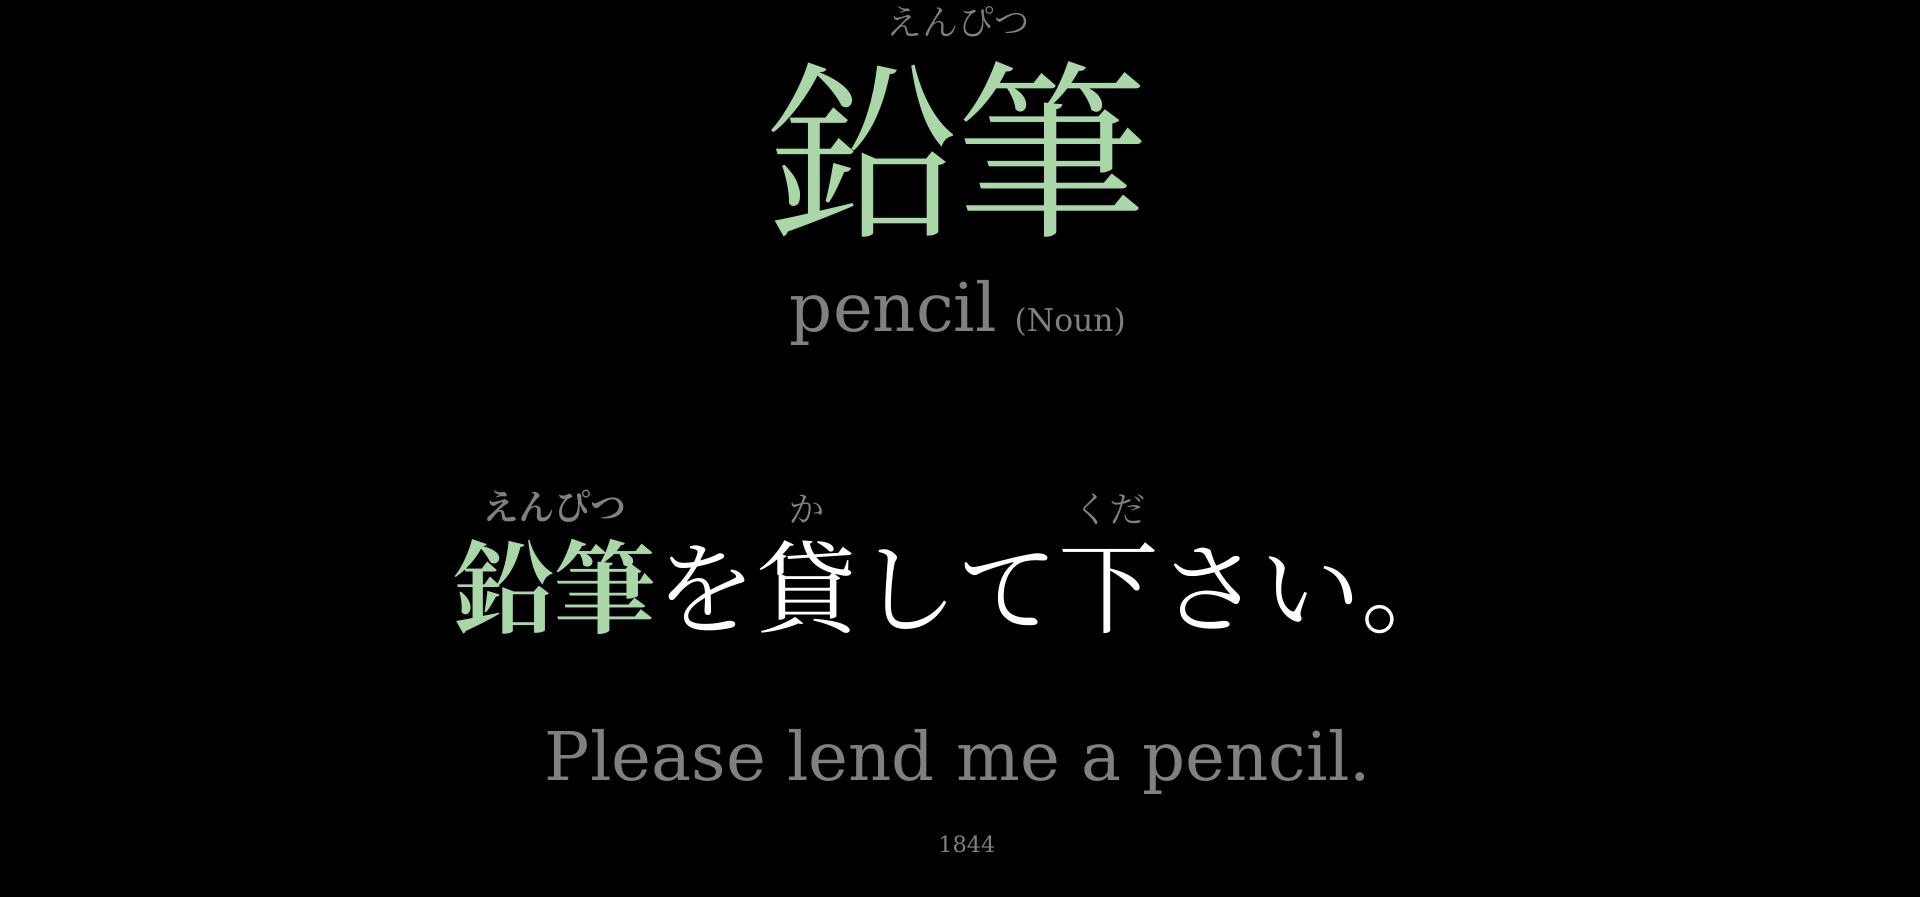 えんぴつ
鉛筆
pencil (Noun)
えんぴつ か くだ
鉛筆を貸して下さい。
Please lend me a pencil.
1844